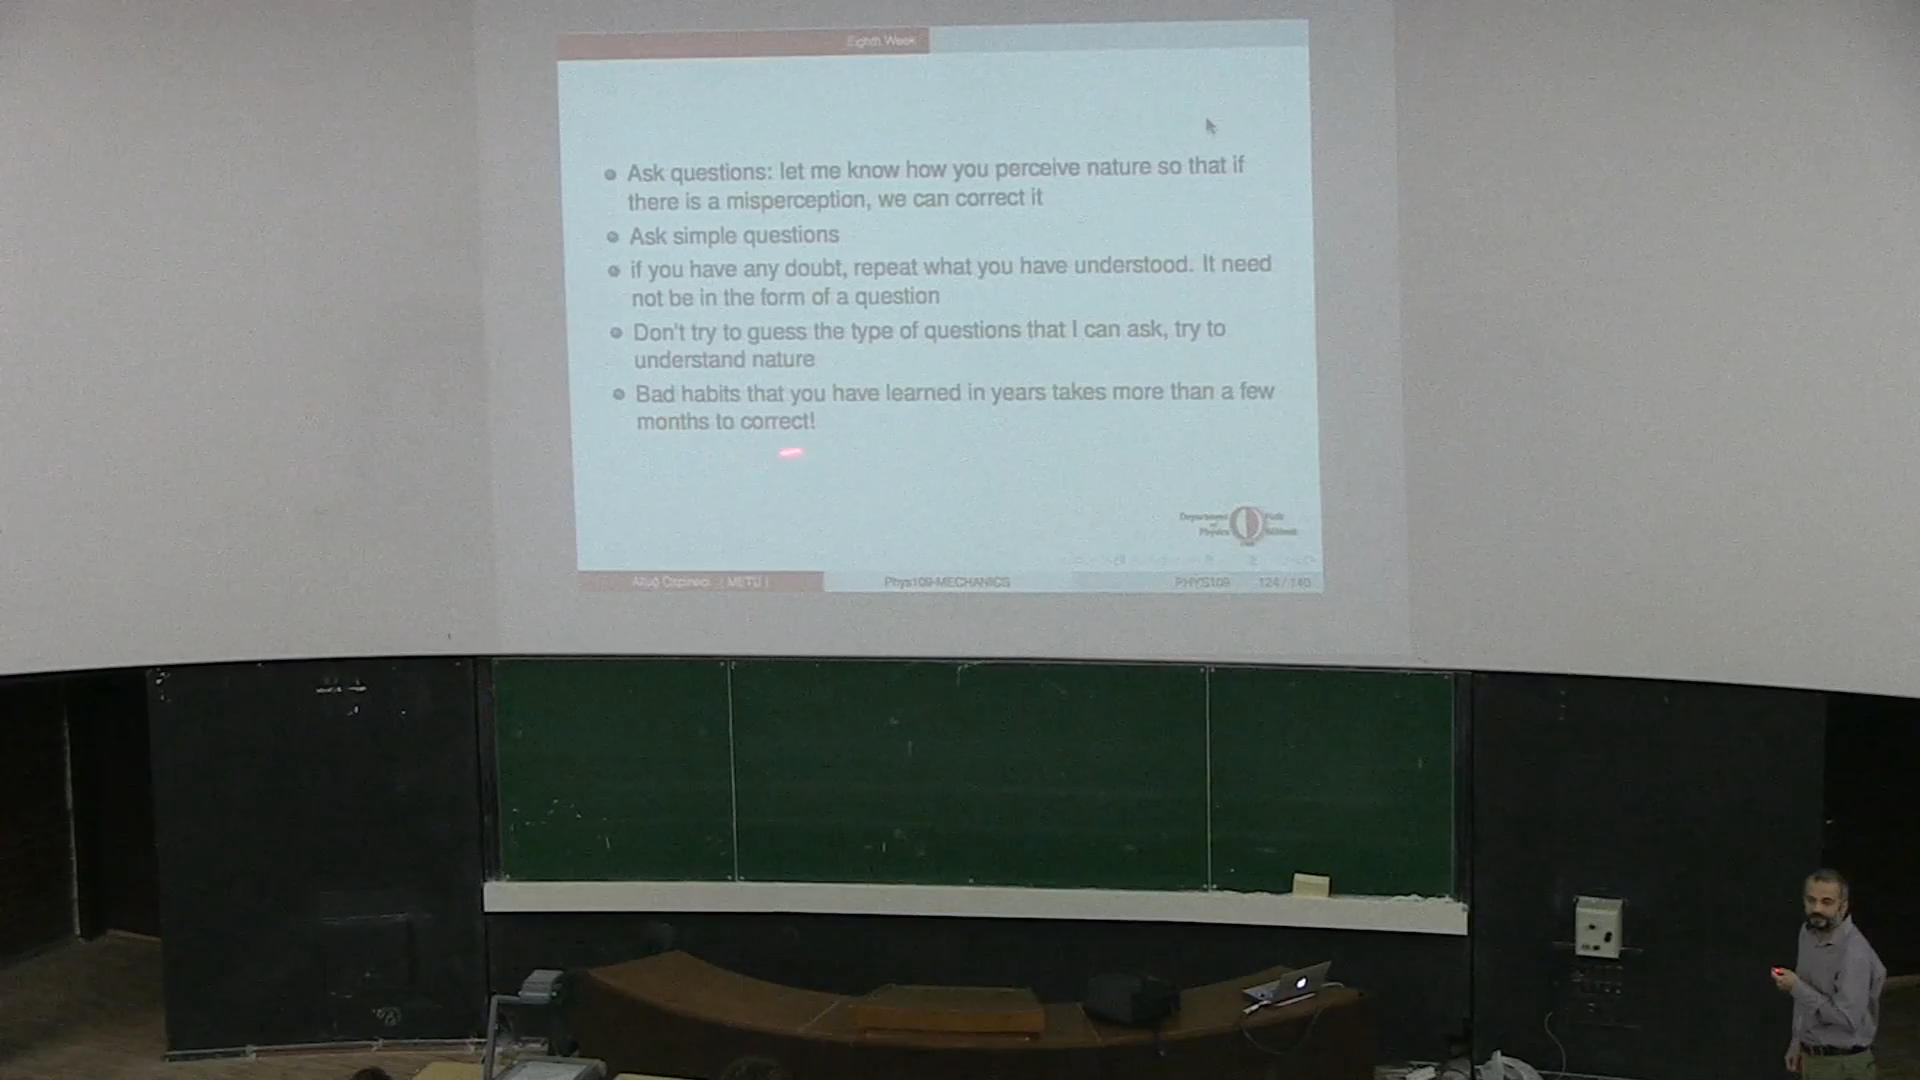 Eighth Week
Ask questions: let me know how you perceive nature so that if
there is a misperception, we can correct it
Ask simple questions
if you have any doubt, repeat what you have understood. It need
not be in the form of a question
Don't try to guess the type of questions that I can ask, try to
understand nature
Bad habits that you have learned in years takes more than a few
months to correct!
Department
of
Physics
( METU )
Phys109-MECHANICS
PHYS109
124 / 140